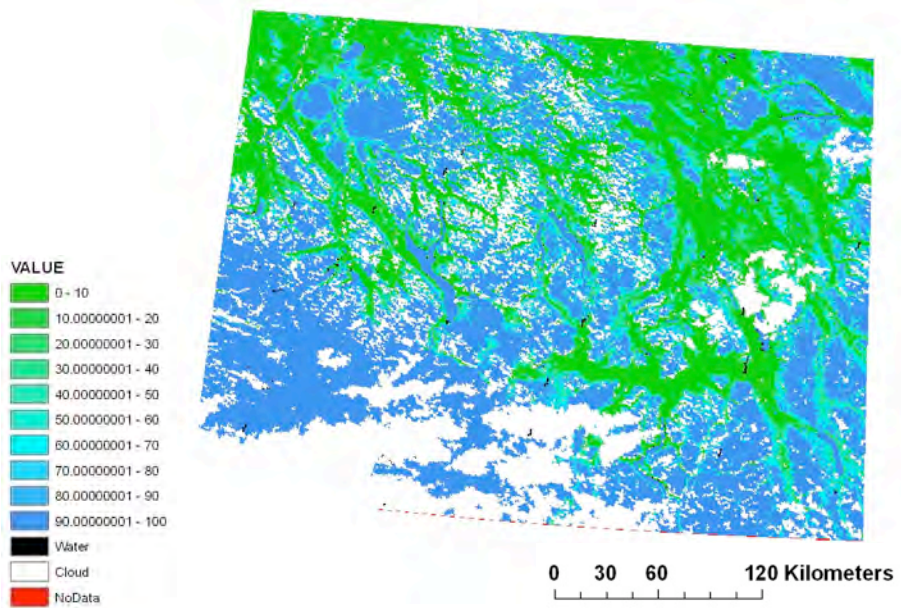 VALUE
0 - 10
10.00000001 - 20
20.00000001 - 30
30.00000001 - 40
40.00000001 - 50
50.00000001 - 60
60.00000001 - 70
70.00000001 - 80
80.00000001 - 90
90.00000001 - 100
Water
Cloud
NoData
0 30 60 120 Kilometers